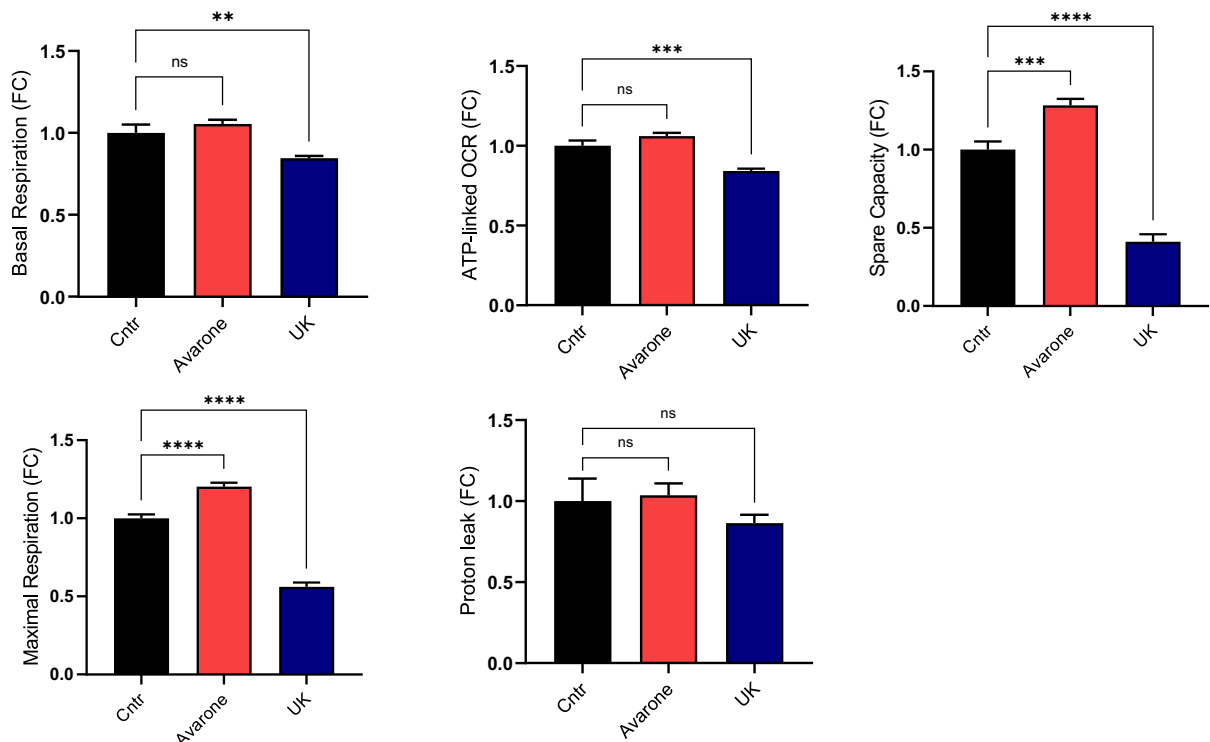 **
ns
1.5
1.0
0.5
0.0
Basal Respiration (FC)
Cntr
Avarone
UK
***
ns
1.5
1.0
0.5
0.0
ATP-linked OCR (FC)
Cntr
Avarone
UK
****
***
1.5
1.0
0.5
0.0
Spare Capacity (FC)
Cntr
Avarone
UK
****
****
1.5
1.0
0.5
0.0
Maximal Respiration (FC)
Cntr
Avarone
UK
ns
ns
1.5
1.0
0.5
0.0
Proton leak (FC)
Cntr
Avarone
UK